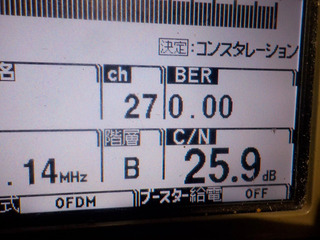 決定:コンスタレーション
名 ch BER
27 0.00
階層 C/N
.14MHz B 25.9dB
式 OFDM ブースター給電 OFF